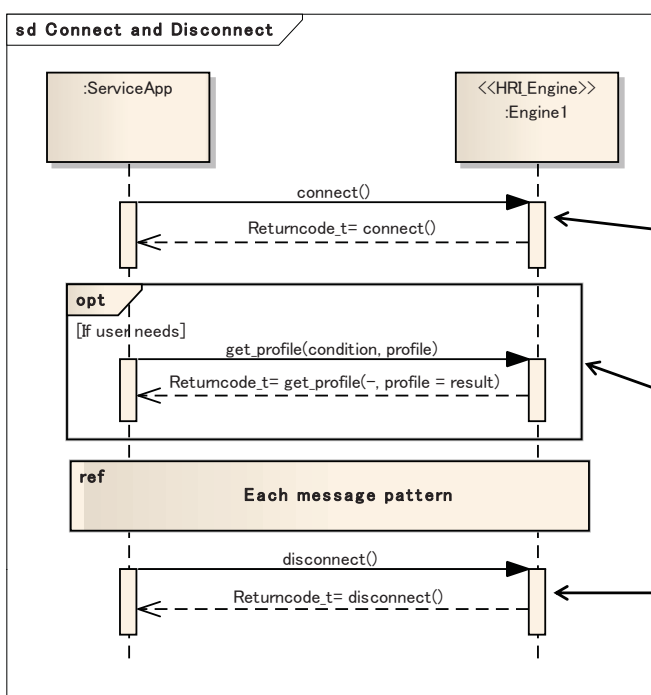 sd Connect and Disconnect
:ServiceApp
<<HRI_Engine>>
:Engine1
connect()
Returncode_t= connect()
opt
[If user needs]
get_profile(condition, profile)
Returncode_t= get_profile(-, profile = result)
ref
Each message pattern
disconnect()
Returncode_t= disconnect()